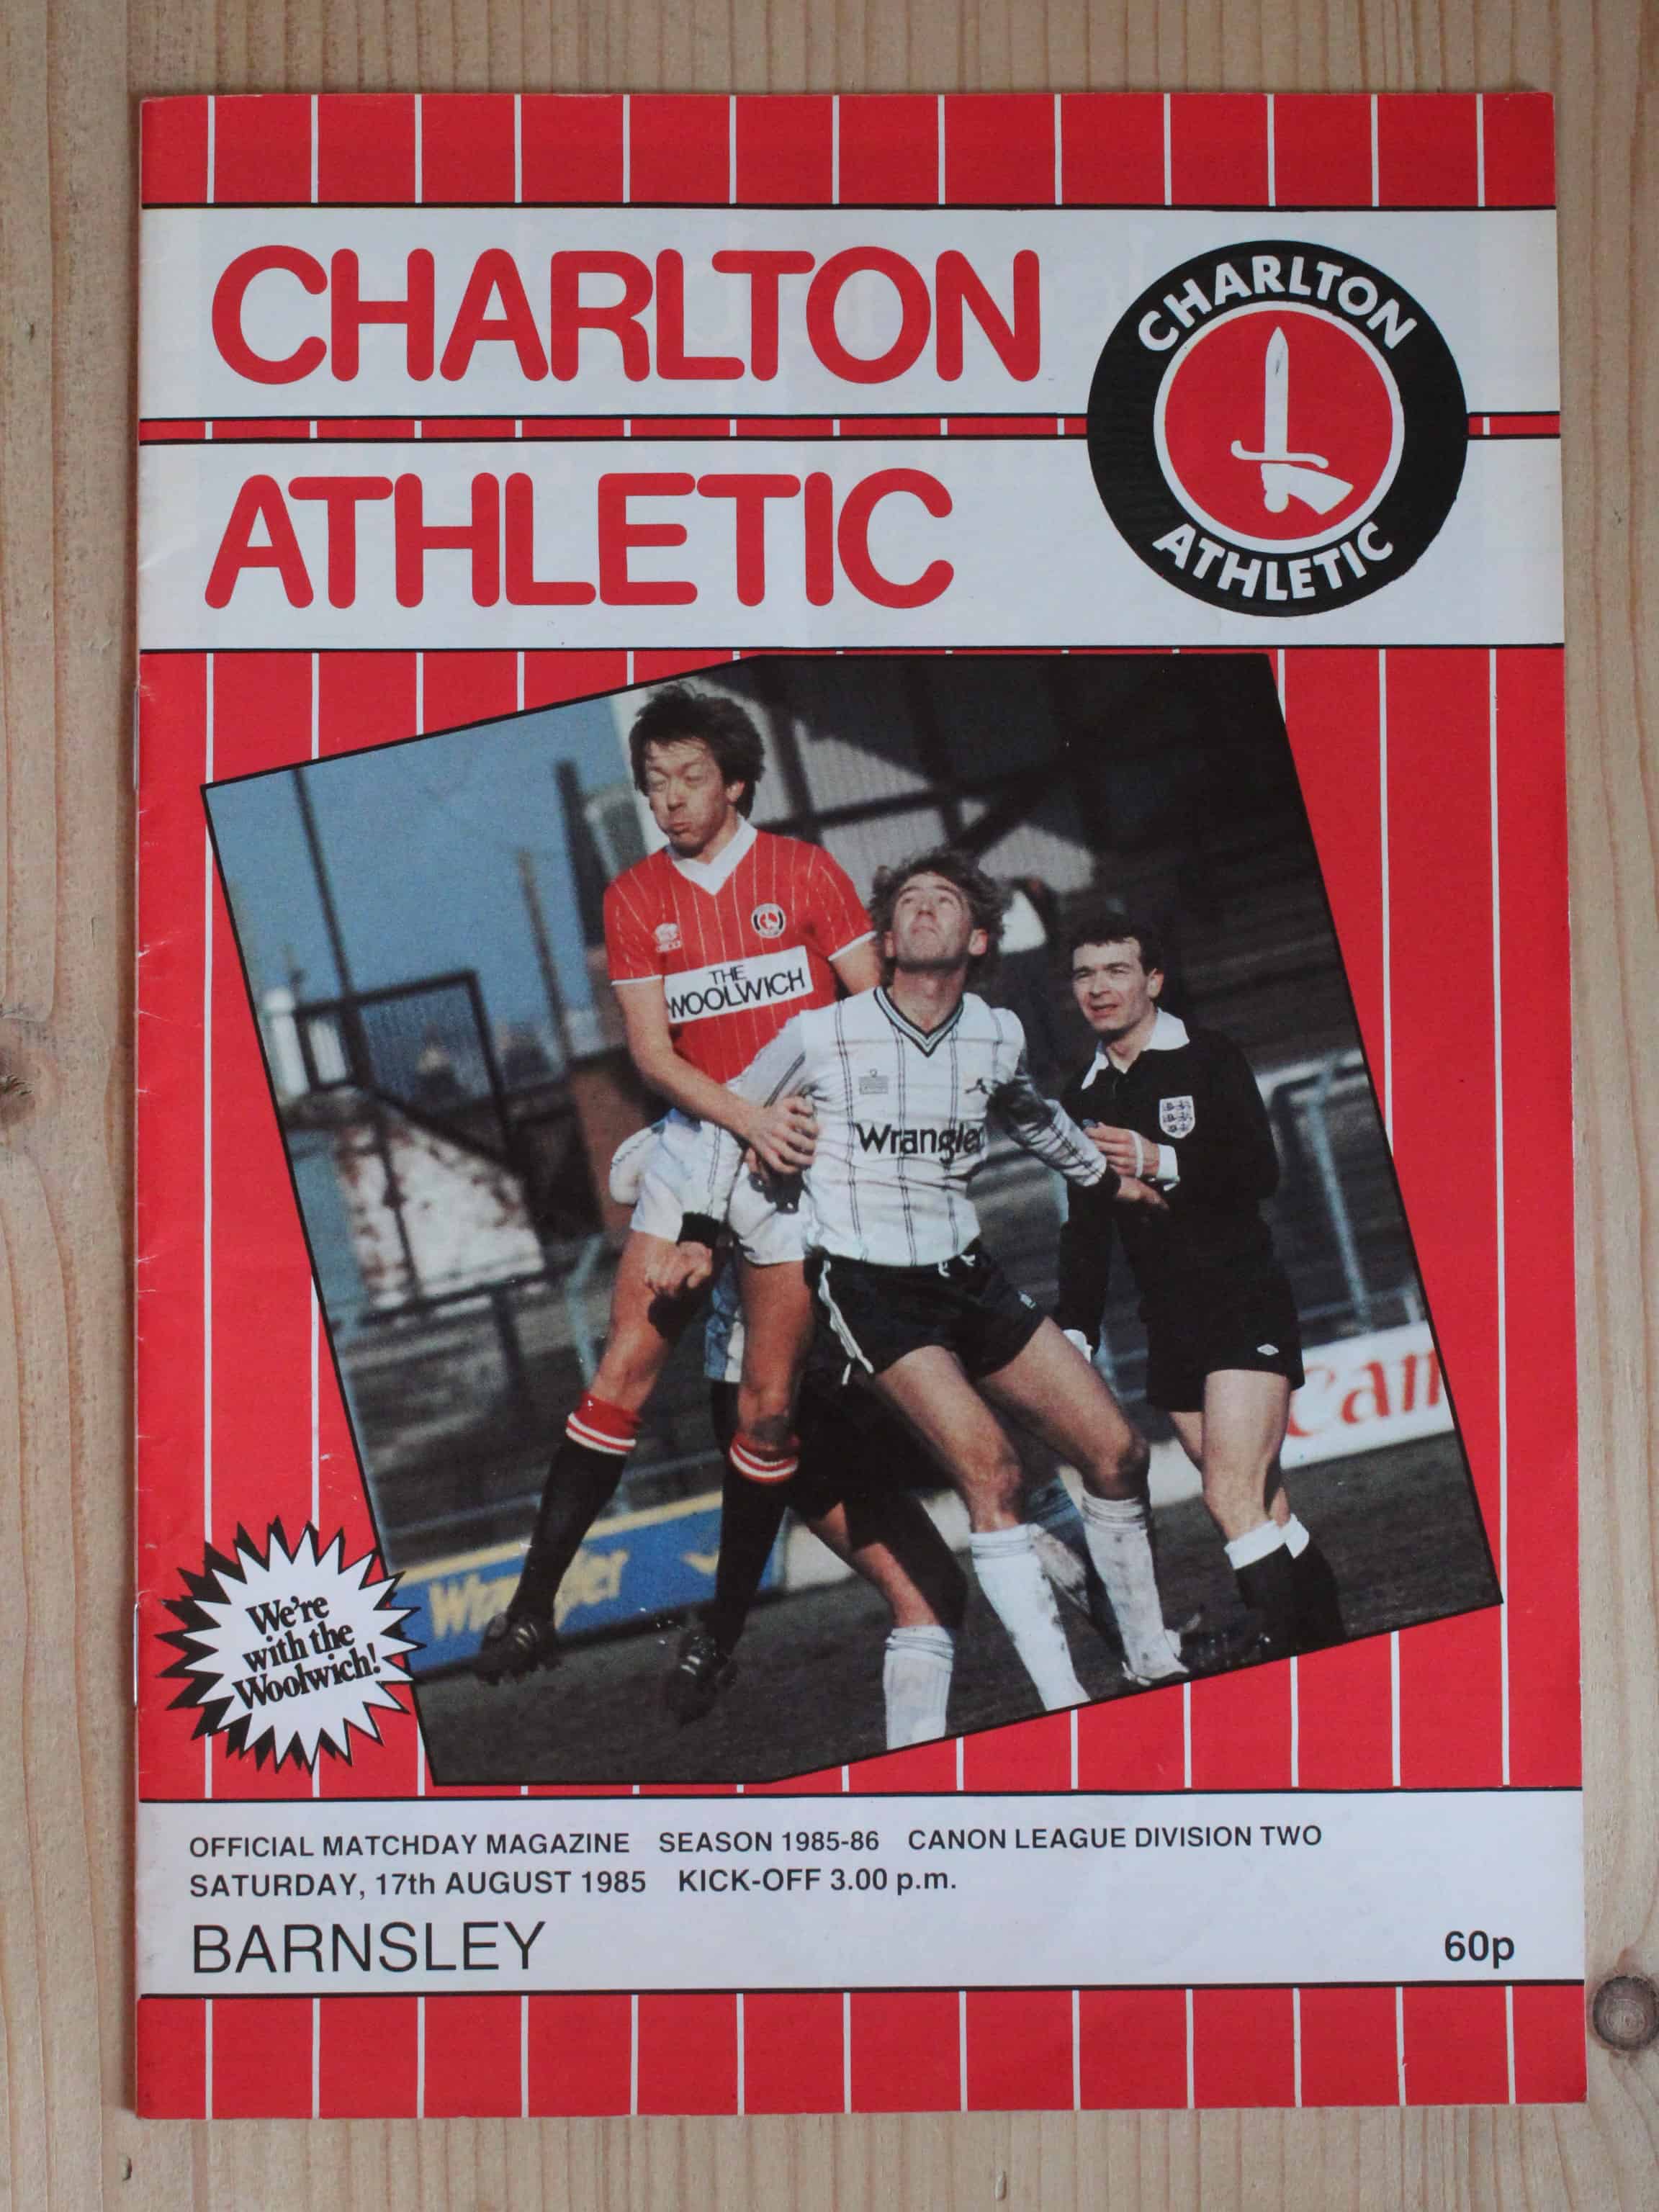 CHARLTON
ATHLETIC
CHARLTON
ATHLETIC
THE
WOOLWICH
Wrangler
Wrangler
We're
with the
Woolwich!
OFFICIAL MATCHDAY MAGAZINE SEASON 1985-86 CANON LEAGUE DIVISION TWO
SATURDAY, 17th AUGUST 1985 KICK-OFF 3.00 p.m.
BARNSLEY
60p